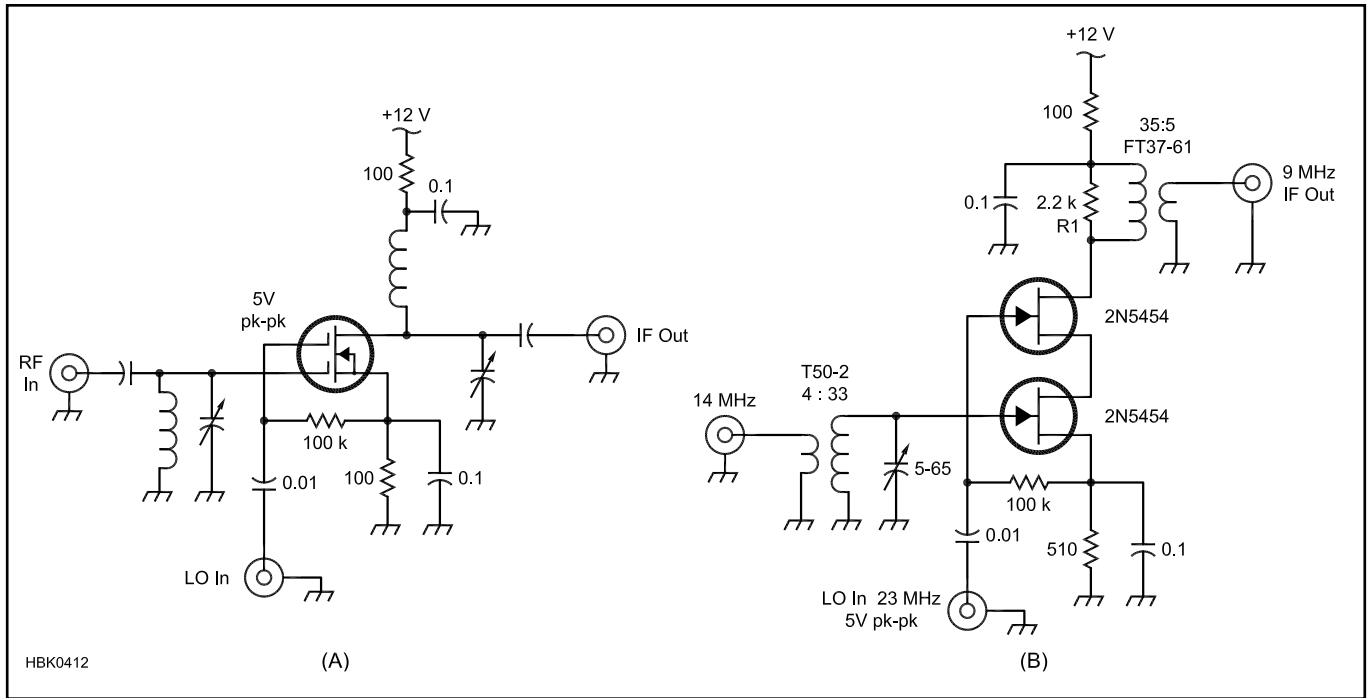 +12 V
100
0.1
5V
pk-pk
RF
In
IF Out
100 k
0.01
100
0.1
LO In
(A)
HBK0412
+12 V
100
35:5
FT37-61
0.1
2.2 k
R1
9 MHz
IF Out
2N5454
T50-2
4 : 33
14 MHz
2N5454
5-65
100 k
0.01
510
0.1
LO In 23 MHz
5V pk-pk
(B)